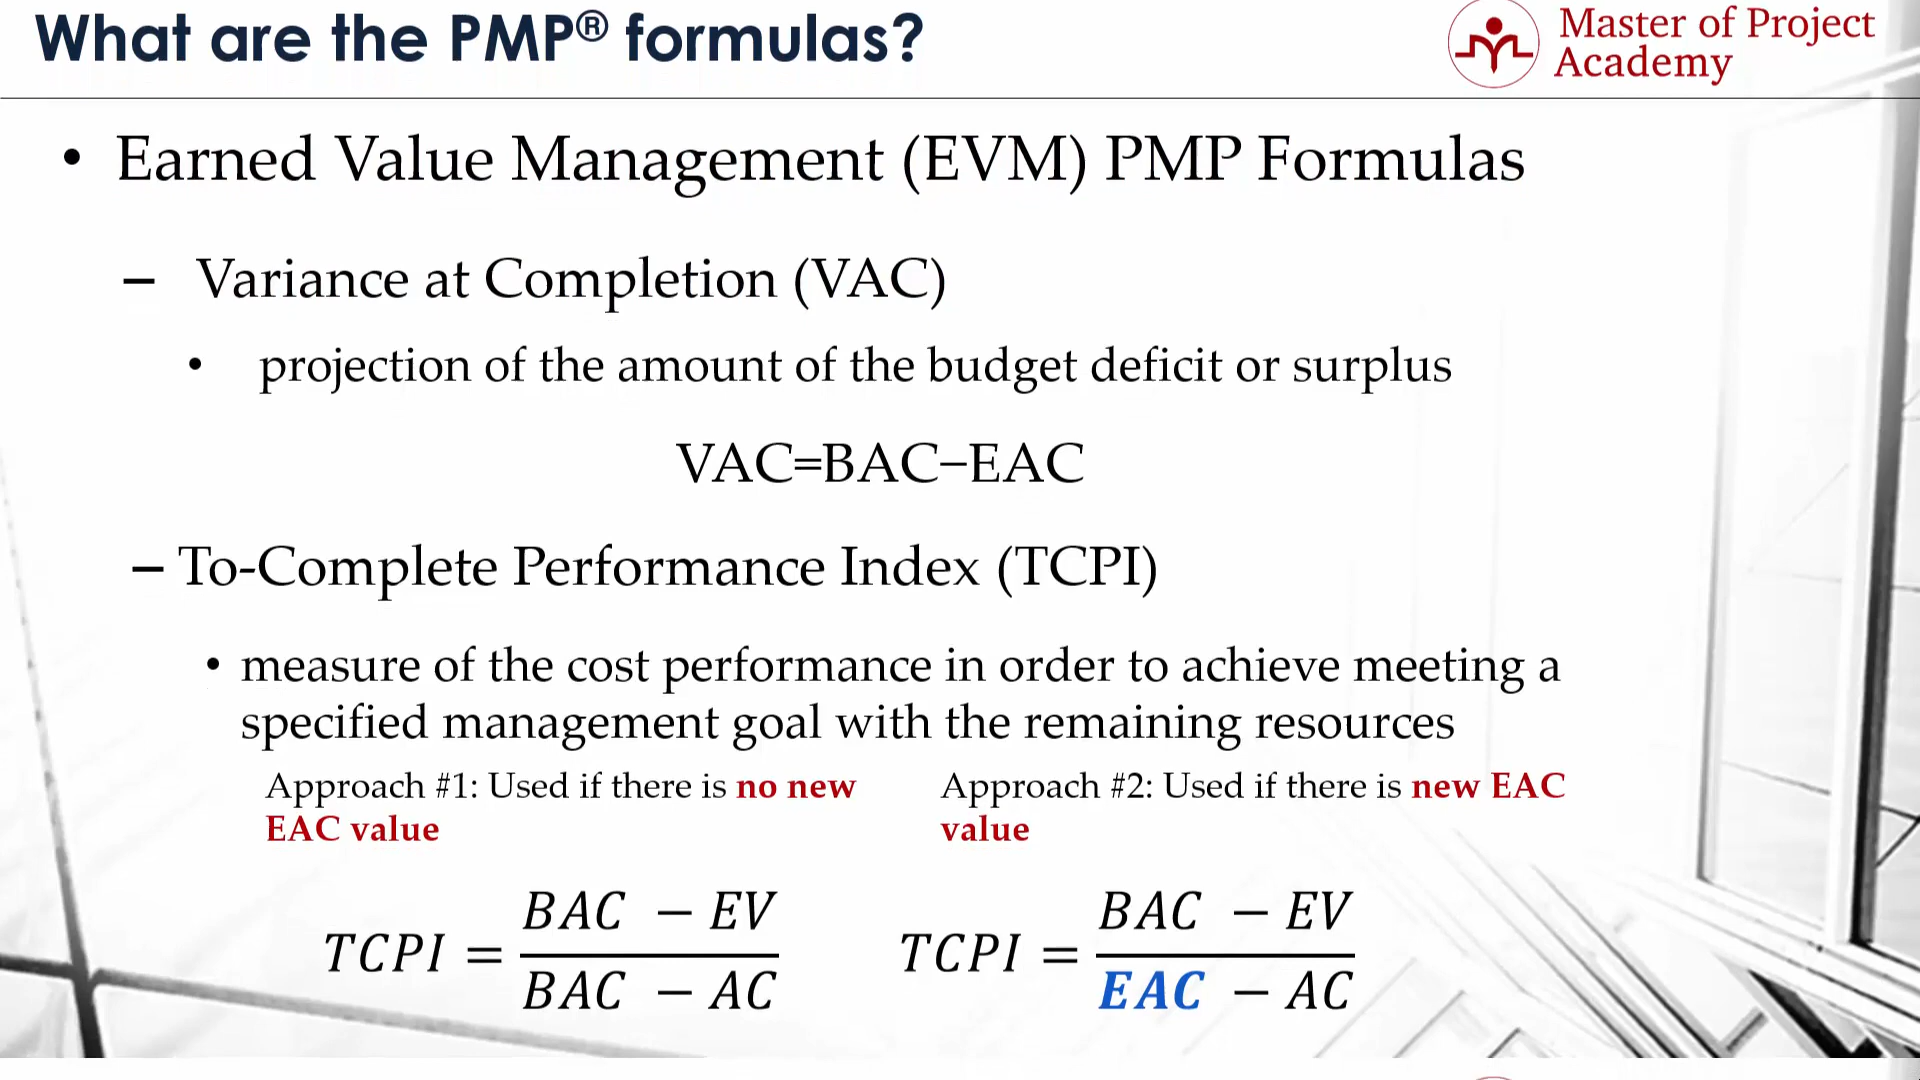 What are the PMP® formulas?
Master of Project
Academy
• Earned Value Management (EVM) PMP Formulas
– Variance at Completion (VAC)
• projection of the amount of the budget deficit or surplus
VAC=BAC–EAC
– To-Complete Performance Index (TCPI)
• measure of the cost performance in order to achieve meeting a
specified management goal with the remaining resources
Approach #1: Used if there is no new
EAC value
Approach #2: Used if there is new EAC
value
TCPI = (BAC − EV) / (BAC − AC)
TCPI = (BAC − EV) / (EAC − AC)